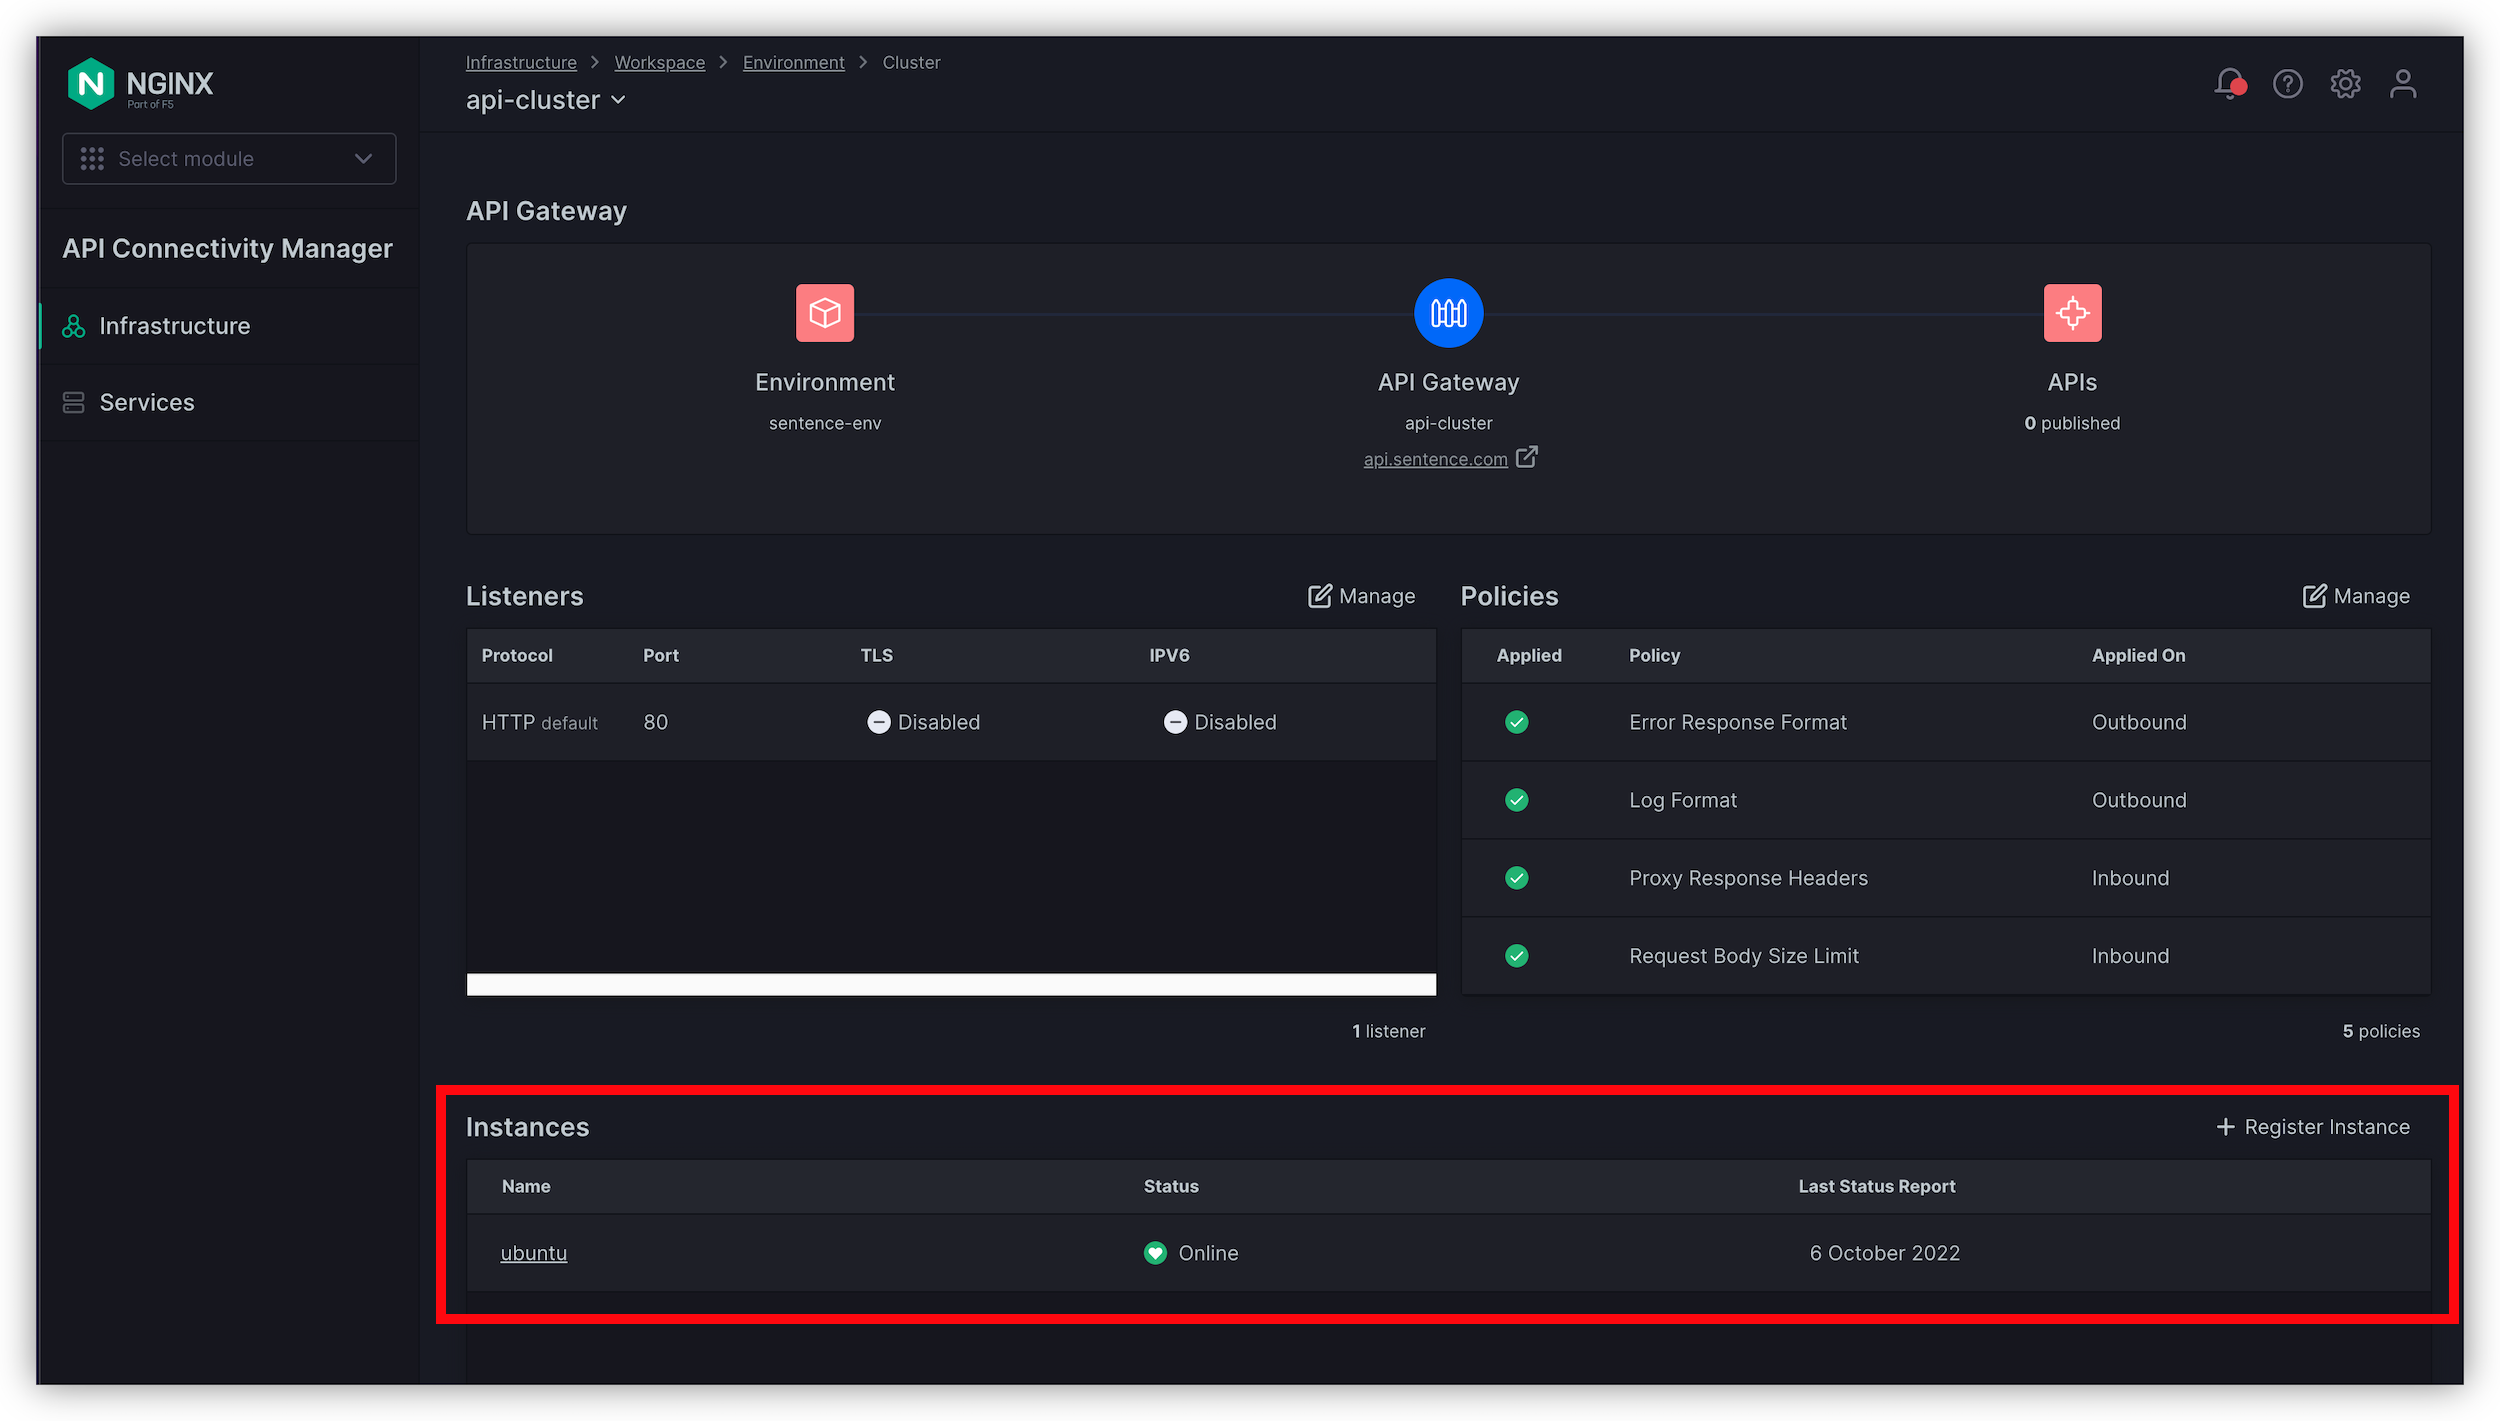 NGINX
Part of F5
Select module
API Connectivity Manager
Infrastructure
Services
Infrastructure > Workspace > Environment > Cluster
api-cluster
API Gateway
Environment
sentence-env
API Gateway
api-cluster
api.sentence.com
APIs
0 published
Listeners
Manage
Protocol Port TLS IPV6
HTTP default 80 Disabled Disabled
1 listener
Policies
Manage
Applied Policy Applied On
Error Response Format Outbound
Log Format Outbound
Proxy Response Headers Inbound
Request Body Size Limit Inbound
5 policies
Instances
+ Register Instance
Name Status Last Status Report
ubuntu Online 6 October 2022